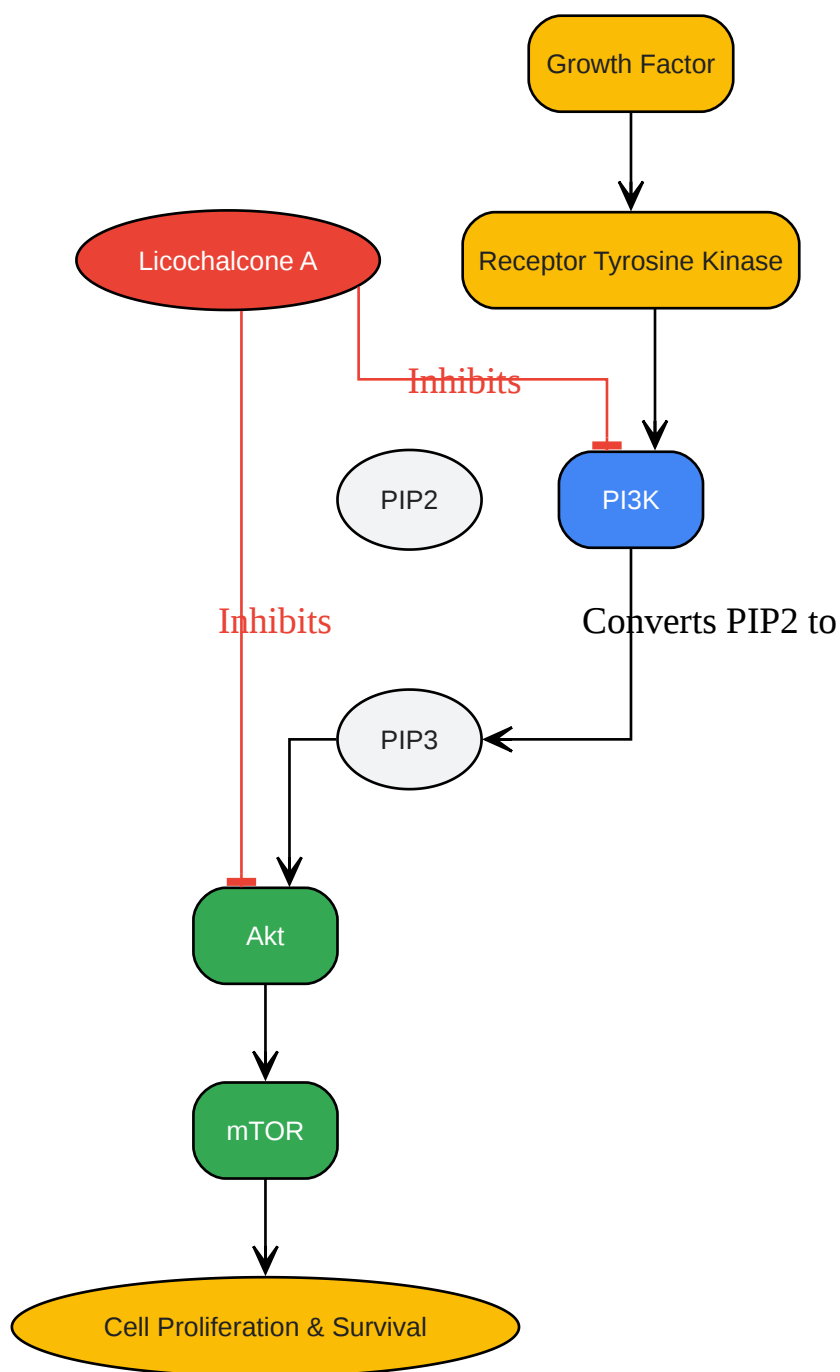 Growth Factor
Licochalcone A
Receptor Tyrosine Kinase
Inhibits
PIP2
PI3K
Inhibits
Converts PIP2 to
PIP3
Akt
mTOR
Cell Proliferation & Survival